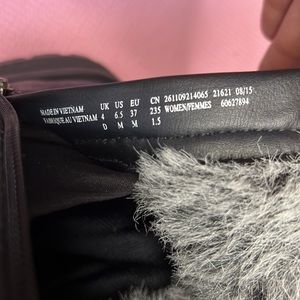 MADE IN VIETNAM UK US EU CN 261109214065 21621 08/15
FABRIQUE AU VIETNAM 4 6.5 37 235 WOMEN/FEMMES 60627894
D M M 1.5